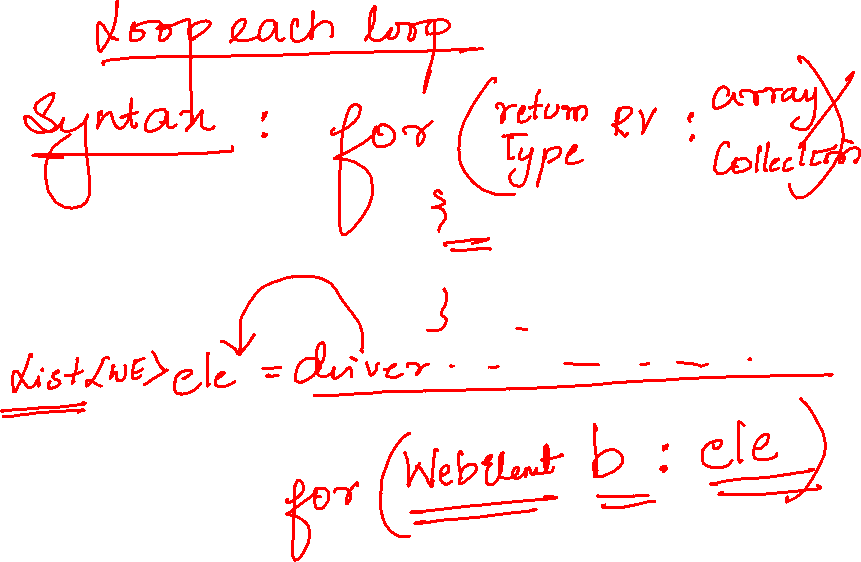 Loop each loop
Syntax : for (return Type RV : array/Collection)
{
}
List<WE> ele = driver. - - — - — .
for (WebElement b : ele)